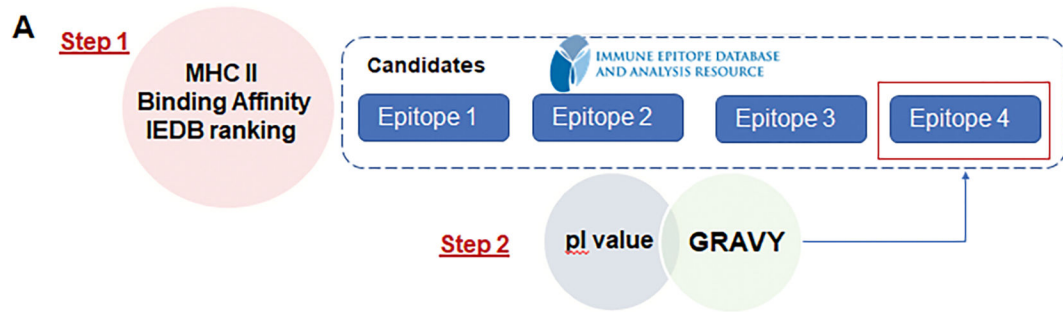 A
Step 1
MHC II
Binding Affinity
IEDB ranking
Candidates
IMMUNE EPITOPE DATABASE
AND ANALYSIS RESOURCE
Epitope 1
Epitope 2
Epitope 3
Epitope 4
Step 2
pI value
GRAVY